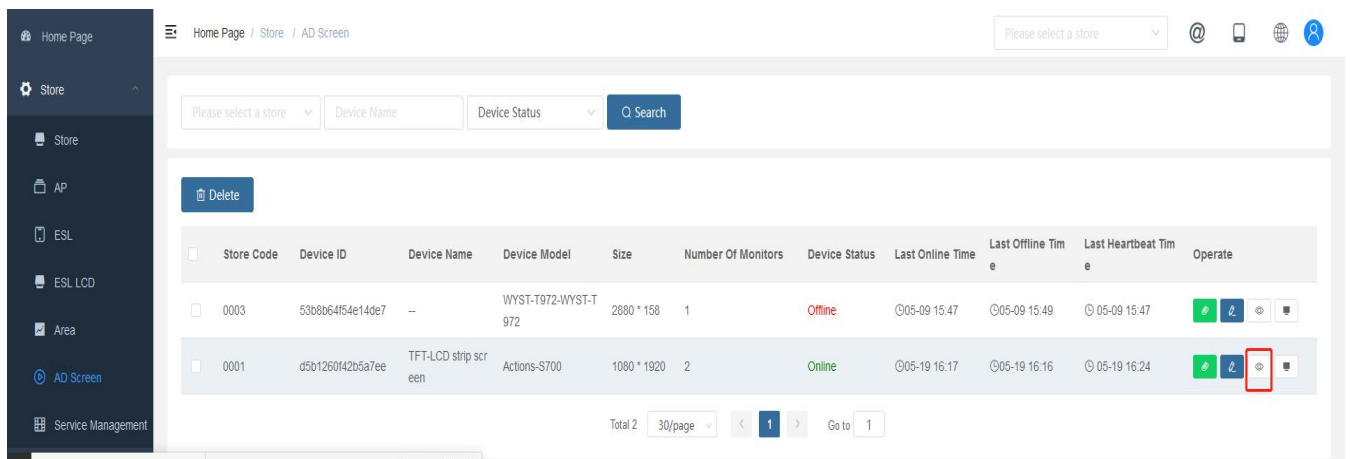 Home Page
Home Page / Store / AD Screen
Please select a store
@
Store
Please select a store
Device Name
Device Status
Search
Store
AP
Delete
ESL
Store Code
Device ID
Device Name
Device Model
Size
Number Of Monitors
Device Status
Last Online Time
Last Offline Tim
e
Last Heartbeat Tim
e
Operate
ESL LCD
0003
53b8b64f54e14de7
--
WYST-T972-WYST-T
972
2880 * 158
1
Offline
05-09 15:47
05-09 15:49
05-09 15:47
Area
0001
d5b1260f42b5a7ee
TFT-LCD strip scr
een
Actions-S700
1080 * 1920
2
Online
05-19 16:17
05-19 16:16
05-19 16:24
AD Screen
Service Management
Total 2
30/page
<
1
>
Go to
1